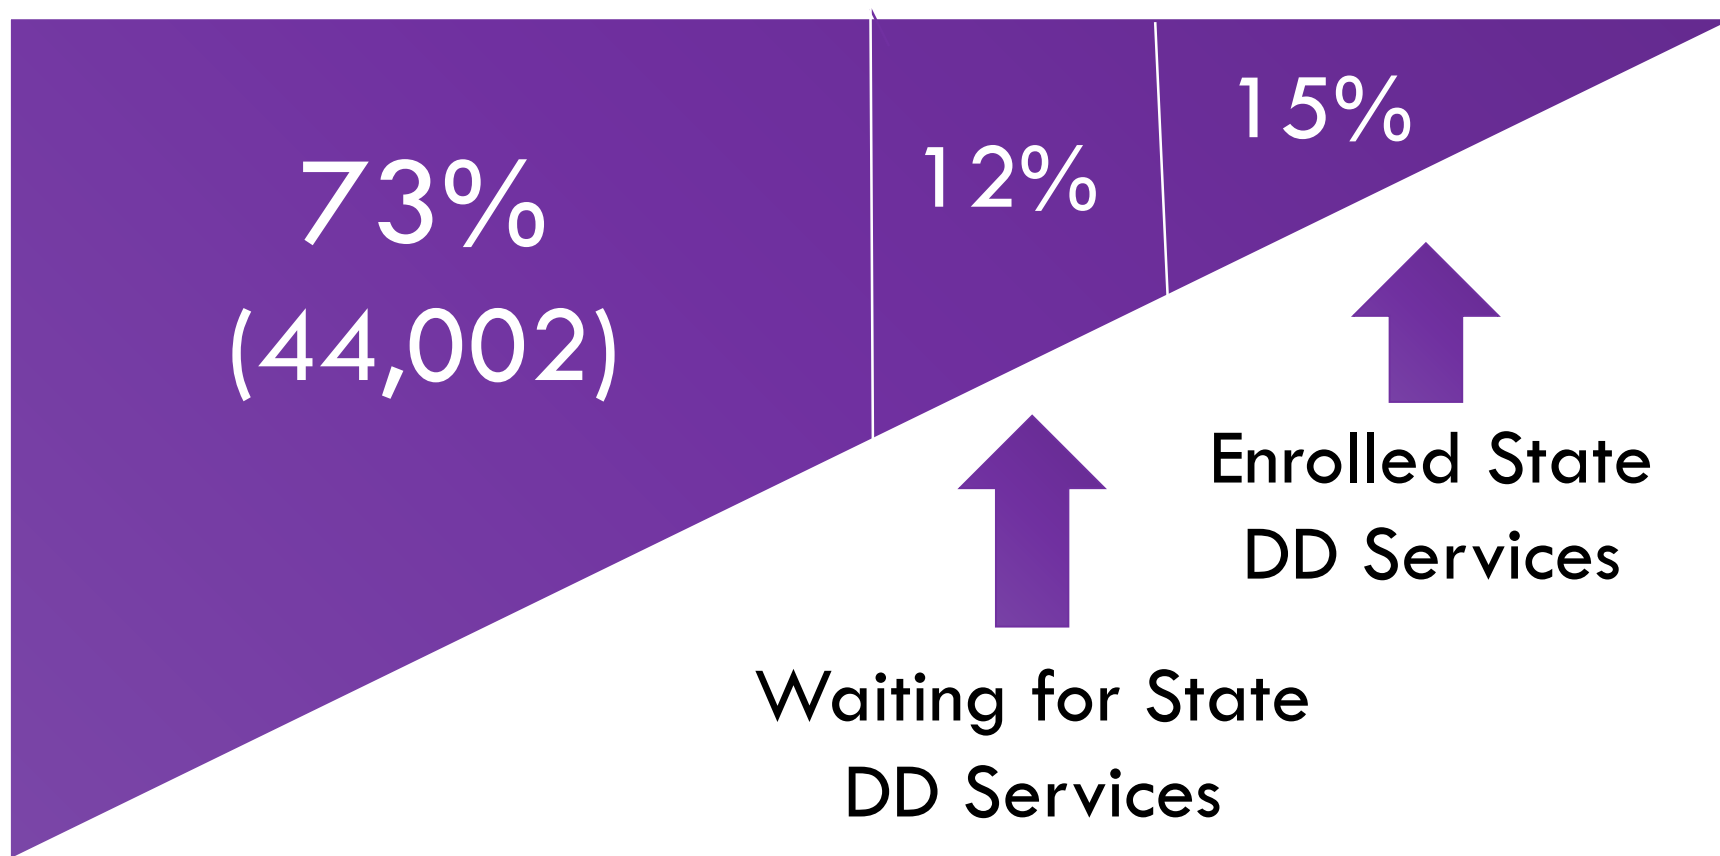 73%
(44,002)
12%
15%
Enrolled State
DD Services
Waiting for State
DD Services